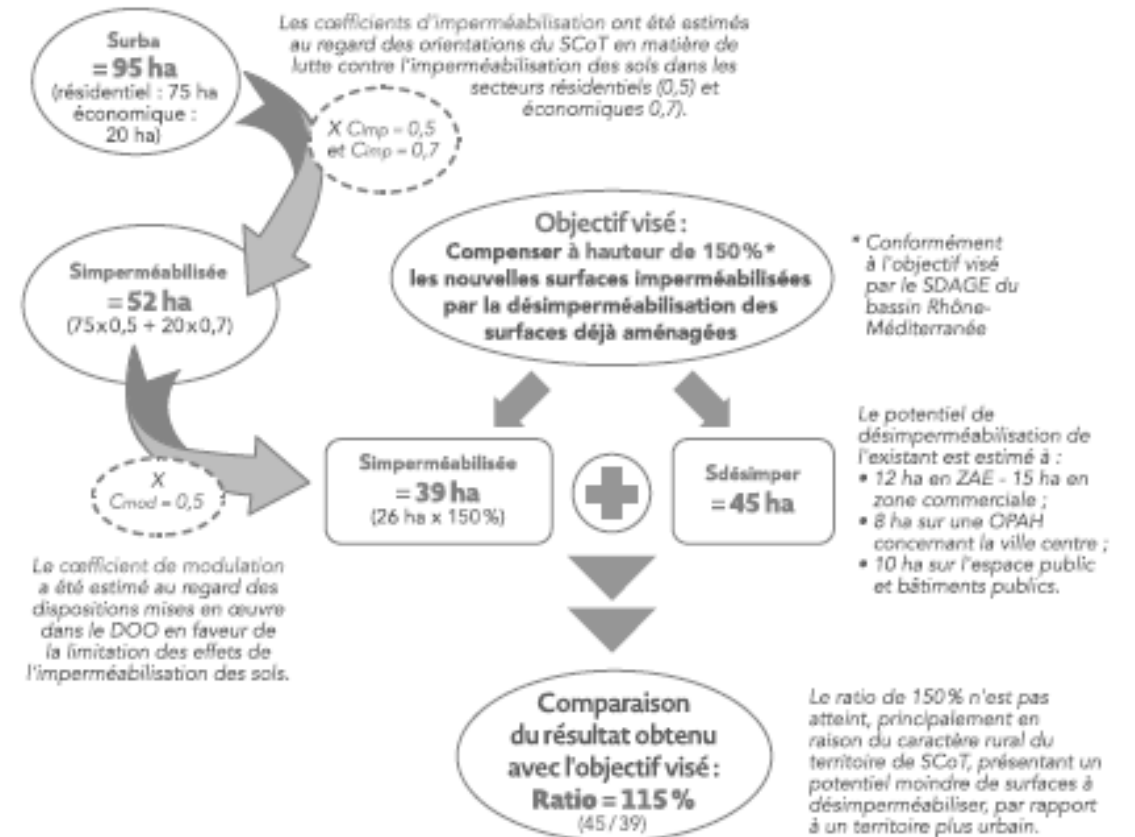 Surba
= 95 ha
(résidentiel : 75 ha
économique :
20 ha)
Les cœfficients d'imperméabilisation ont été estimés
au regard des orientations du SCoT en matière de
lutte contre l'imperméabilisation des sols dans les
secteurs résidentiels (0,5) et
économiques 0,7).
X Cimp = 0,5
et Cimp = 0,7
Simperméabilisée
= 52 ha
(75x0,5 + 20x0,7)
Objectif visé :
Compenser à hauteur de 150%*
les nouvelles surfaces imperméabilisées
par la désimperméabilisation des
surfaces déjà aménagées
* Conformément
à l'objectif visé
par le SDAGE du
bassin Rhône-
Méditerranée
X
Cmod = 0,5
Simperméabilisée
= 39 ha
(26 ha x 150%)
Sdésimper
= 45 ha
Le potentiel de
désimperméabilisation de
l'existant est estimé à :
• 12 ha en ZAE - 15 ha en
zone commerciale ;
• 8 ha sur une OPAH
concernant la ville centre ;
• 10 ha sur l'espace public
et bâtiments publics.
Le cœfficient de modulation
a été estimé au regard des
dispositions mises en œuvre
dans le DOO en faveur de
la limitation des effets de
l'imperméabilisation des sols.
Comparaison
du résultat obtenu
avec l'objectif visé :
Ratio = 115 %
(45 / 39)
Le ratio de 150% n'est pas
atteint, principalement en
raison du caractère rural du
territoire de SCoT, présentant un
potentiel moindre de surfaces à
désimperméabiliser, par rapport
à un territoire plus urbain.